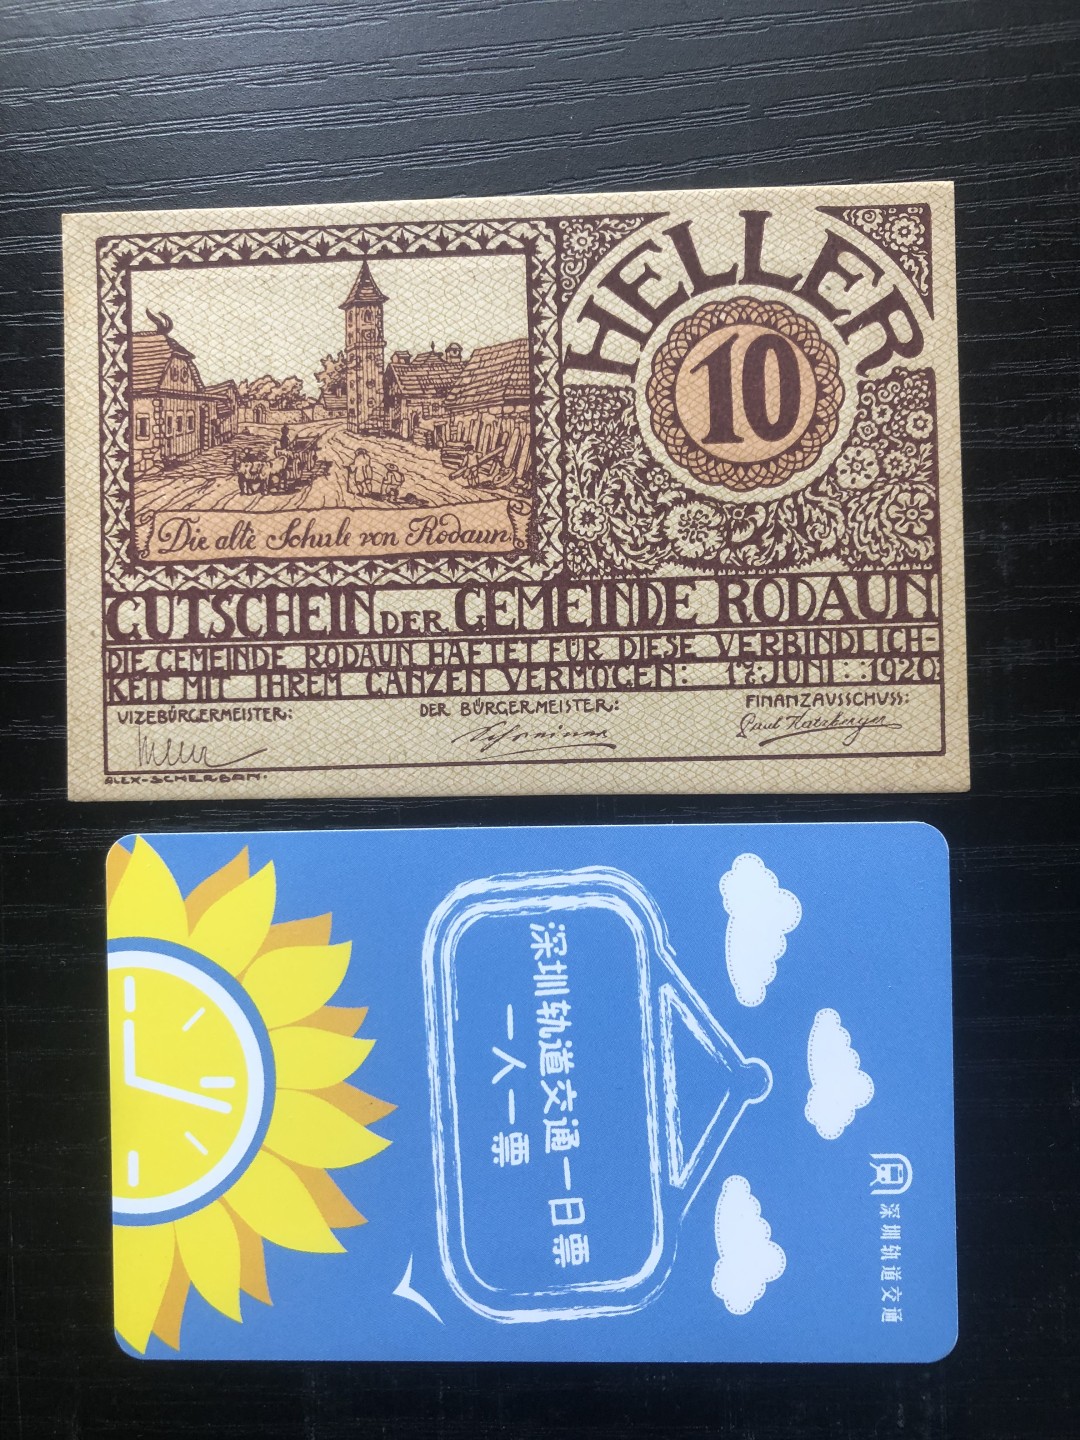 HELLER
10
Die alte Schule von Rodaun
GUTSCHEIN DER GEMEINDE RODAUN
DIE GEMEINDE RODAUN HAFTET FÜR DIESE VERBINDLICH-
KEIT MIT IHREM GANZEN VERMÖGEN: 17. JUNI :: 1920
VIZEBÜRGERMEISTER: DER BÜRGERMEISTER: FINANZAUSSCHUSS:
Paul Hatzberger
ALEX-SCHERBAN.
深圳轨道交通一日票
一人一票
深圳轨道交通